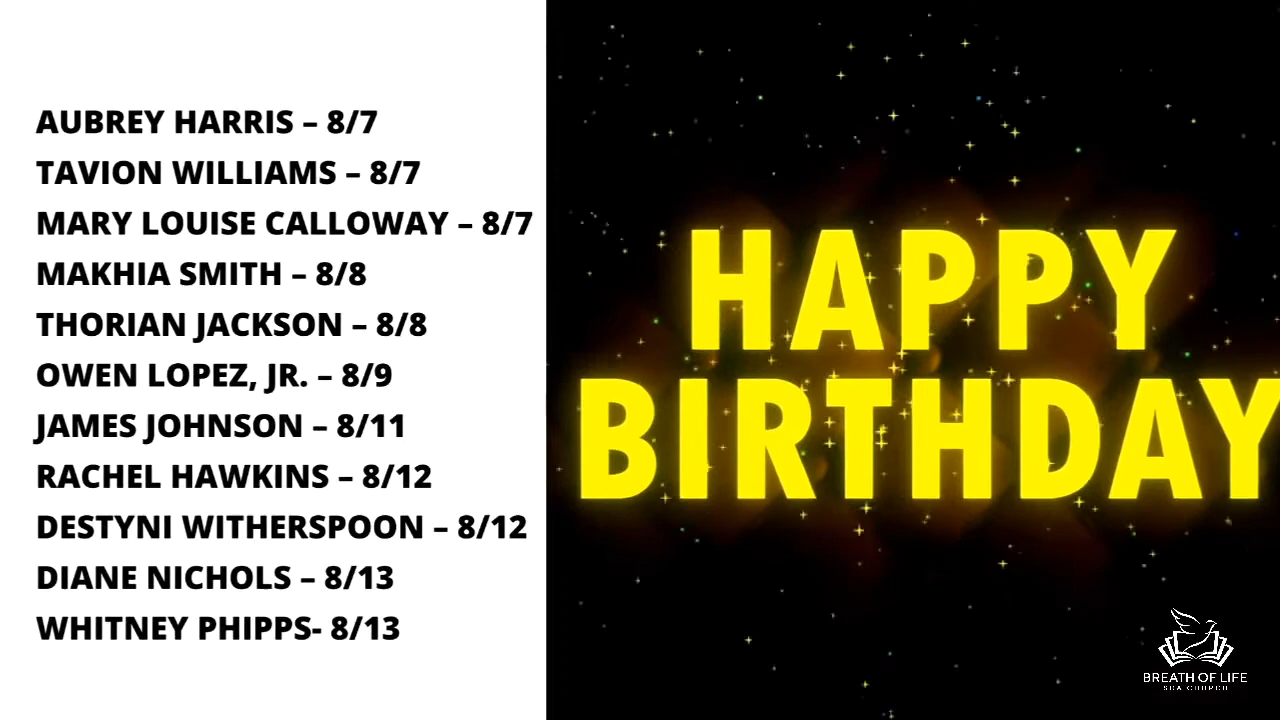 AUBREY HARRIS – 8/7
TAVION WILLIAMS – 8/7
MARY LOUISE CALLOWAY – 8/7
MAKHIA SMITH – 8/8
THORIAN JACKSON – 8/8
OWEN LOPEZ, JR. – 8/9
JAMES JOHNSON – 8/11
RACHEL HAWKINS – 8/12
DESTYNI WITHERSPOON – 8/12
DIANE NICHOLS – 8/13
WHITNEY PHIPPS- 8/13
HAPPY
BIRTHDAY
BREATH OF LIFE
SDA CHURCH